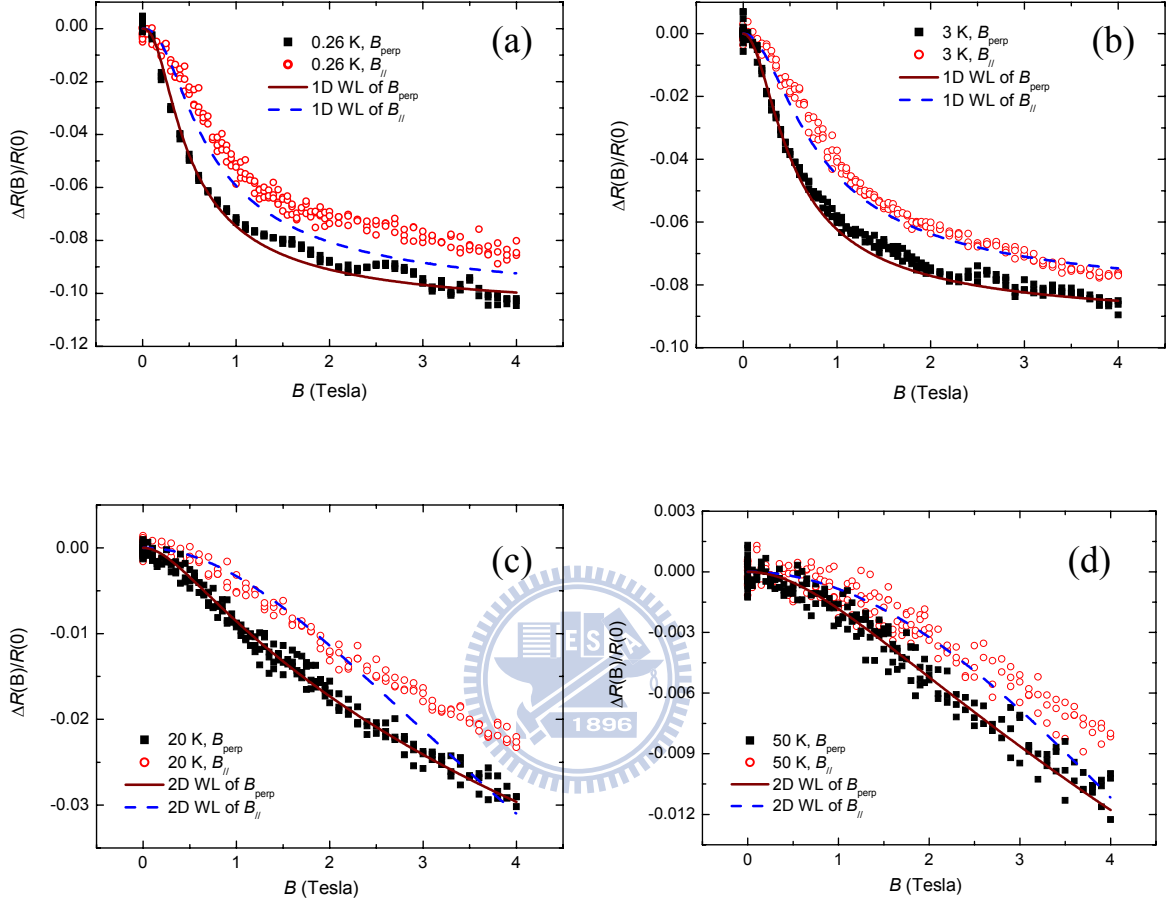 (a)
0.26 K, Bperp
0.26 K, B//
1D WL of Bperp
1D WL of B//
ΔR(B)/R(0)
0.00
-0.02
-0.04
-0.06
-0.08
-0.10
-0.12
0 1 2 3 4
B (Tesla)
(b)
3 K, Bperp
3 K, B//
1D WL of Bperp
1D WL of B//
ΔR(B)/R(0)
0.00
-0.02
-0.04
-0.06
-0.08
-0.10
0 1 2 3 4
B (Tesla)
(c)
20 K, Bperp
20 K, B//
2D WL of Bperp
2D WL of B//
ΔR(B)/R(0)
0.00
-0.01
-0.02
-0.03
0 1 2 3 4
B (Tesla)
(d)
50 K, Bperp
50 K, B//
2D WL of Bperp
2D WL of B//
ΔR(B)/R(0)
0.003
0.000
-0.003
-0.006
-0.009
-0.012
0 1 2 3 4
B (Tesla)
1896